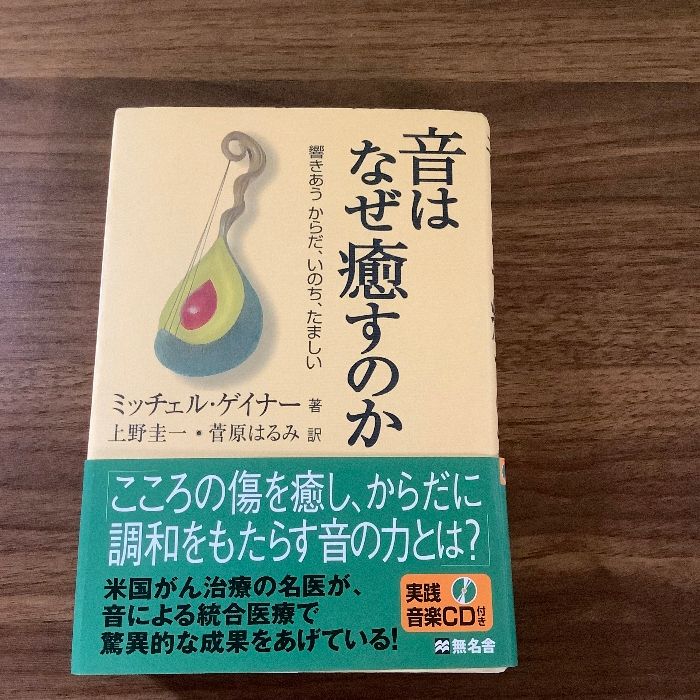 音は
なぜ癒すのか
響きあう からだ、いのち、たましい
ミッチェル・ゲイナー 著
上野圭一・菅原はるみ 訳
「こころの傷を癒し、からだに
調和をもたらす音の力とは?」
米国がん治療の名医が、
音による統合医療で
驚異的な成果をあげている!
実践
音楽CD付き
無名舎